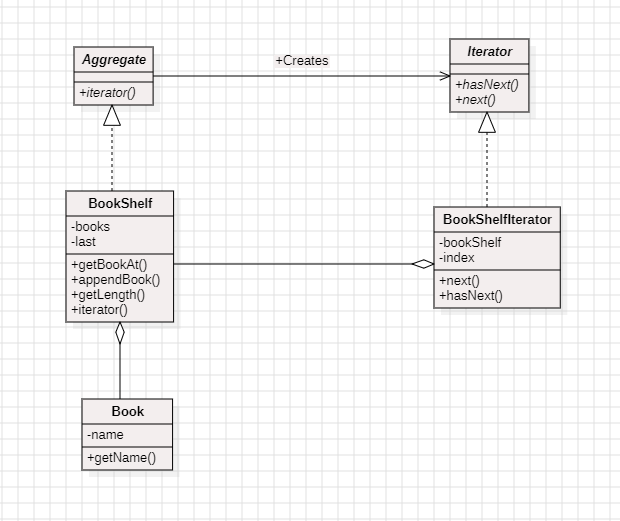 Aggregate
+iterator()
+Creates
Iterator
+hasNext()
+next()
BookShelf
-books
-last
+getBookAt()
+appendBook()
+getLength()
+iterator()
BookShelfIterator
-bookShelf
-index
+next()
+hasNext()
Book
-name
+getName()